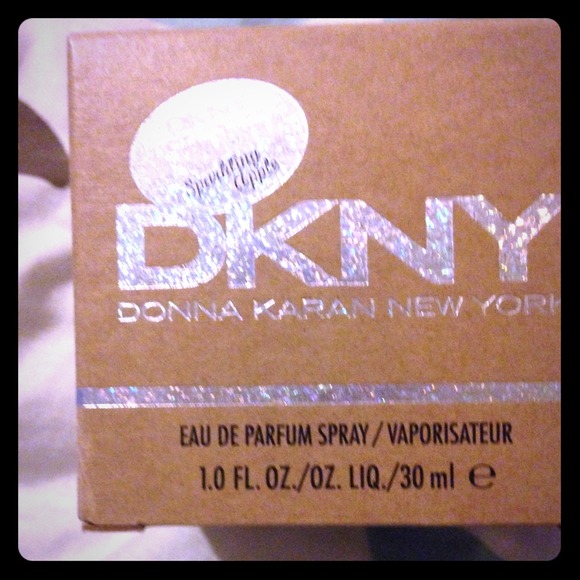 Sparkling
Apple
DKNY
DONNA KARAN NEW YORK
EAU DE PARFUM SPRAY / VAPORISATEUR
1.0 FL. OZ./OZ. LIQ./30 ml e